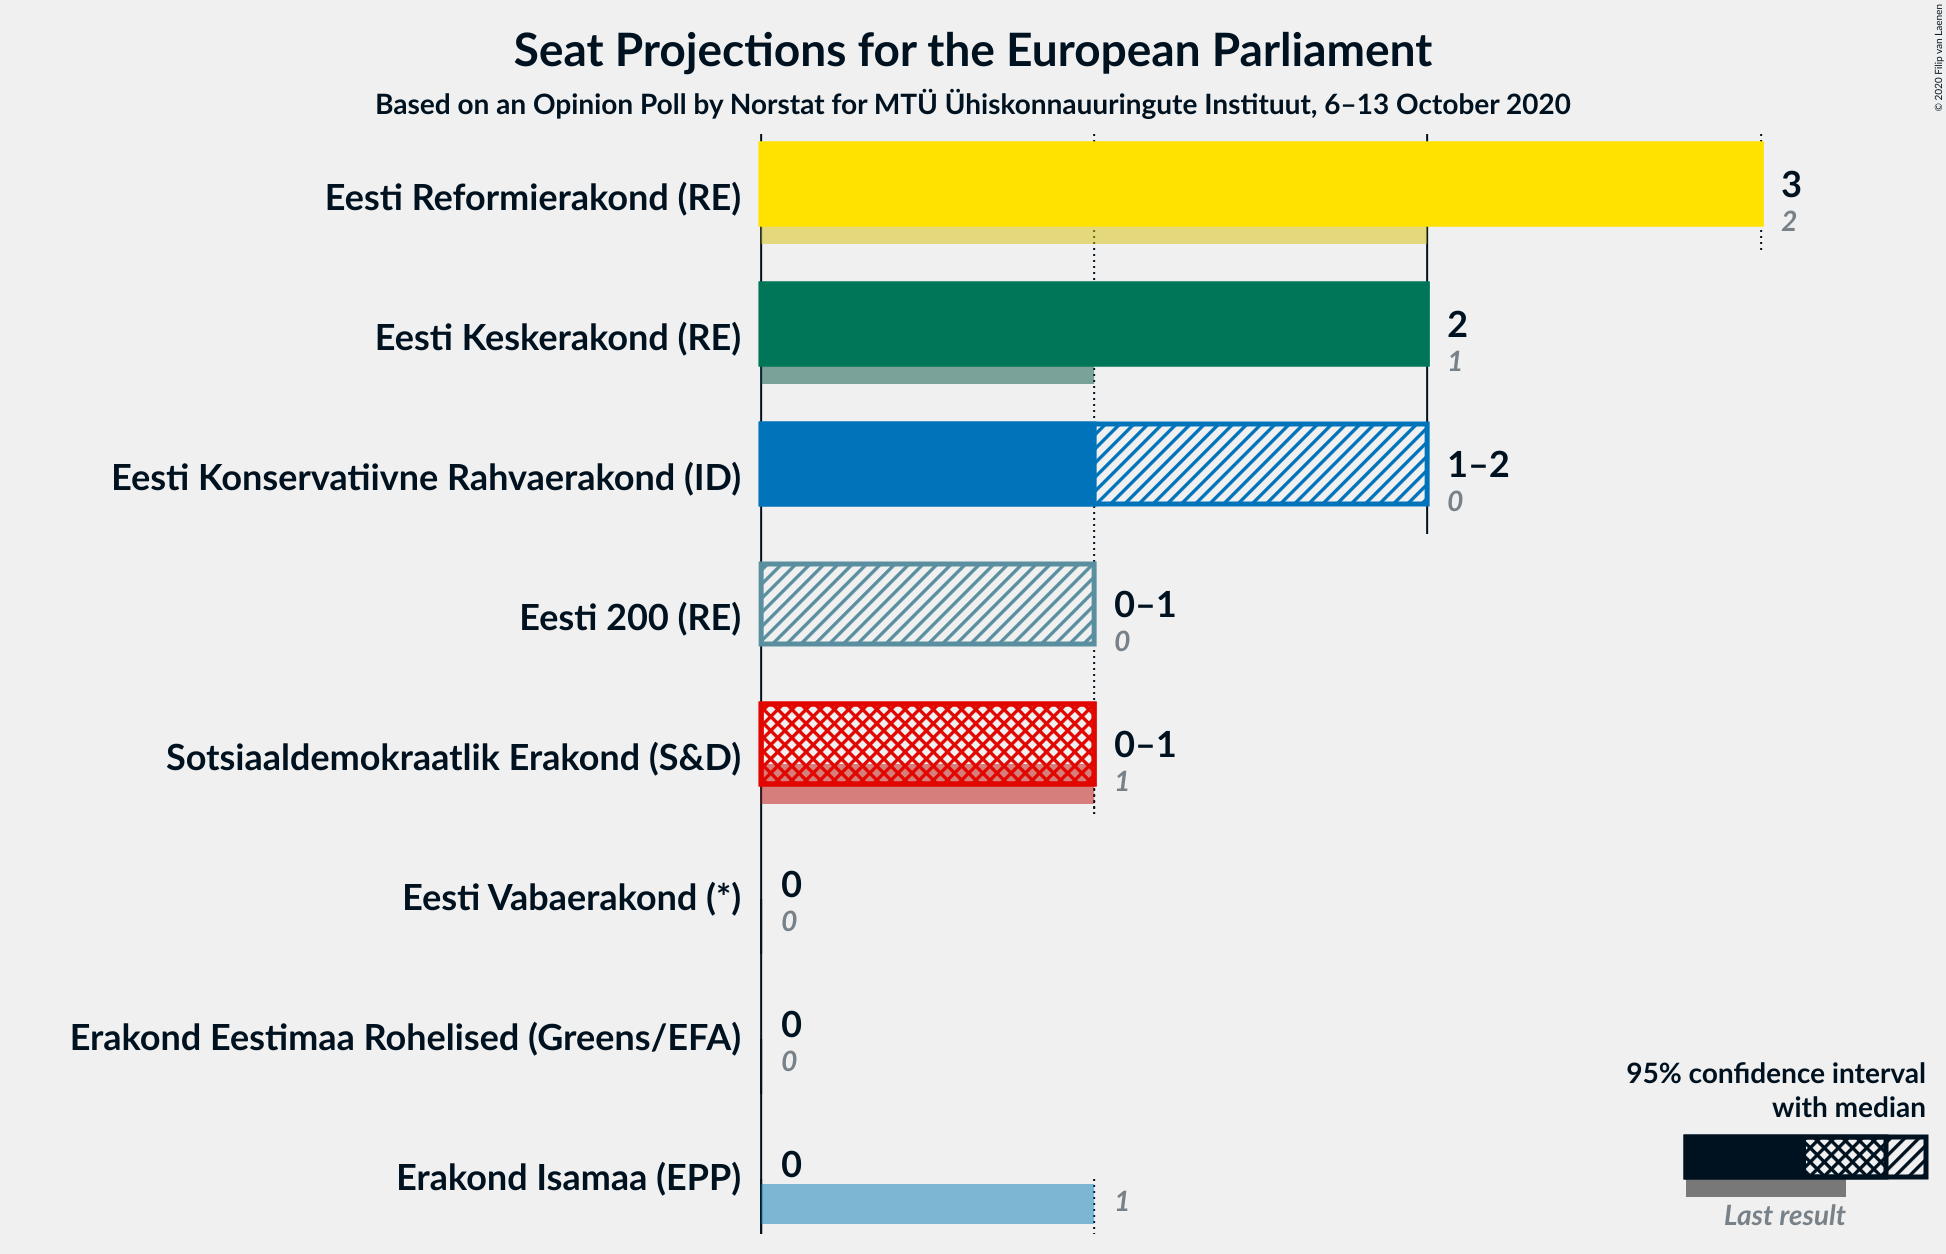 Seat Projections for the European Parliament
Based on an Opinion Poll by Norstat for MTÜ Ühiskonnauuringute Instituut, 6–13 October 2020
© 2020 Filip van Laenen
Eesti Reformierakond (RE)
3
2
Eesti Keskerakond (RE)
2
1
Eesti Konservatiivne Rahvaerakond (ID)
1–2
0
Eesti 200 (RE)
0–1
0
Sotsiaaldemokraatlik Erakond (S&D)
0–1
1
Eesti Vabaerakond (*)
0
0
Erakond Eestimaa Rohelised (Greens/EFA)
0
0
Erakond Isamaa (EPP)
0
1
95% confidence interval
with median
Last result